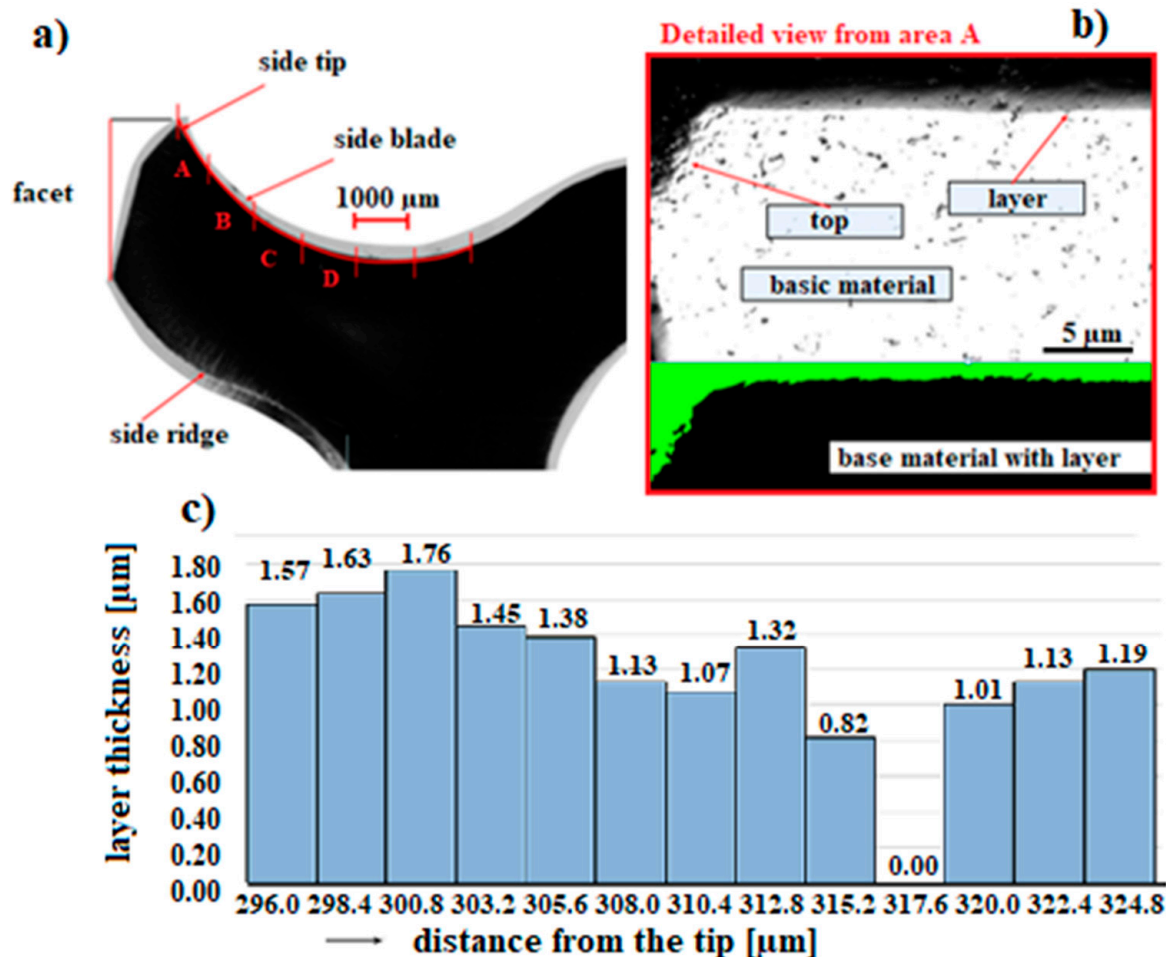 a)
side tip
side blade
1000 μm
facet
A
B
C
D
side ridge
Detailed view from area A
b)
layer
top
basic material
5 μm
base material with layer
c)
layer thickness [μm]
1.80
1.60
1.40
1.20
1.00
0.80
0.60
0.40
0.20
0.00
1.57 1.63 1.76 1.45 1.38 1.13 1.07 1.32 0.82 0.00 1.01 1.13 1.19
296.0 298.4 300.8 303.2 305.6 308.0 310.4 312.8 315.2 317.6 320.0 322.4 324.8
distance from the tip [μm]